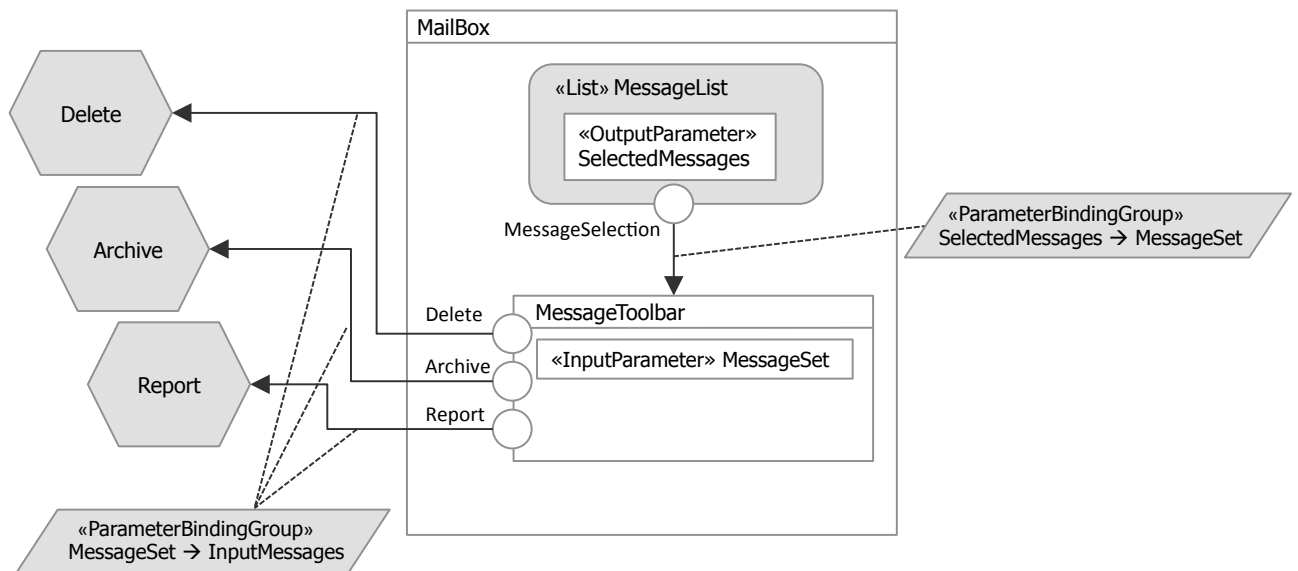 MailBox
«List» MessageList
«OutputParameter»
SelectedMessages
MessageSelection
«ParameterBindingGroup»
SelectedMessages → MessageSet
Delete
Archive
Report
Delete
Archive
Report
MessageToolbar
«InputParameter» MessageSet
«ParameterBindingGroup»
MessageSet → InputMessages